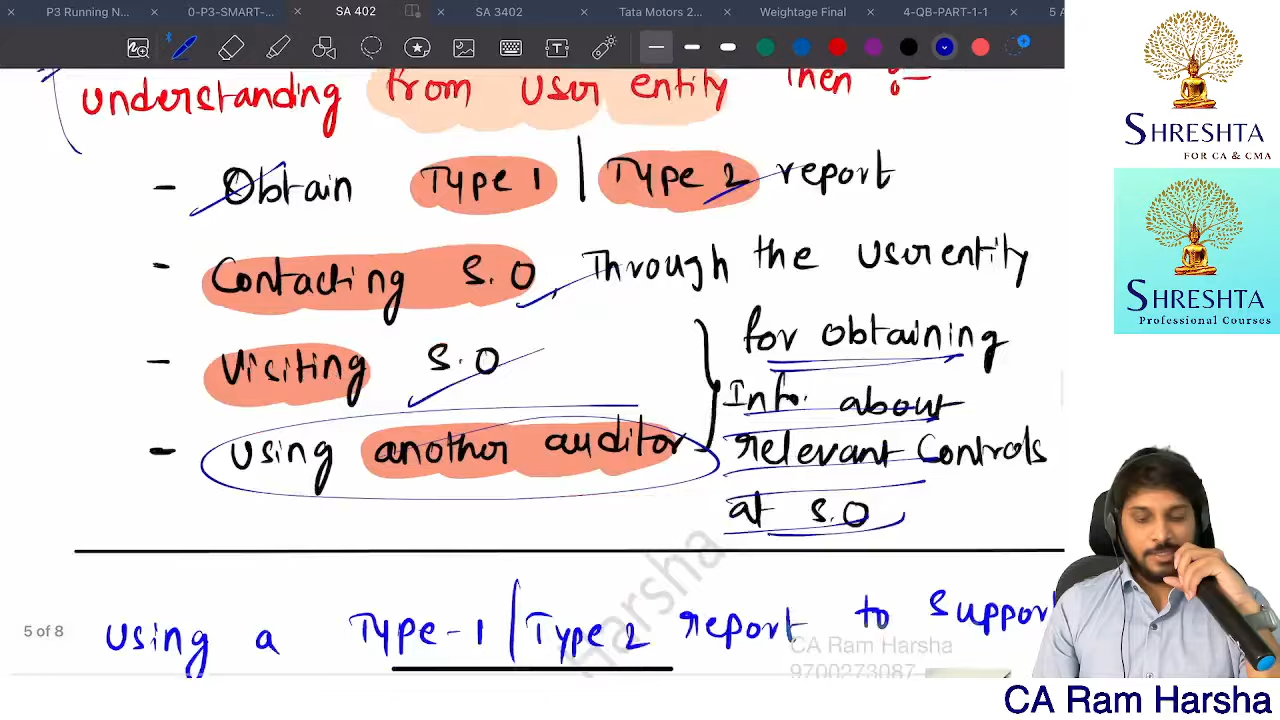 P3 Running N...
0-P3-SMART-...
SA 402
SA 3402
Tata Motors 2...
Weightage Final
4-QB-PART-1-1
5 A
understanding from user entity then :-
- Obtain Type 1 | Type 2 report
- Contacting S.O, Through the user entity
- Visiting S.O
- using another auditor
for obtaining
Info. about
relevant Controls
at S.O
using a Type-1 | Type 2 report to support
5 of 8
Harsha
CA Ram Harsha
9700273087
SHRESHTA
FOR CA & CMA
SHRESHTA
Professional Courses
CA Ram Harsha